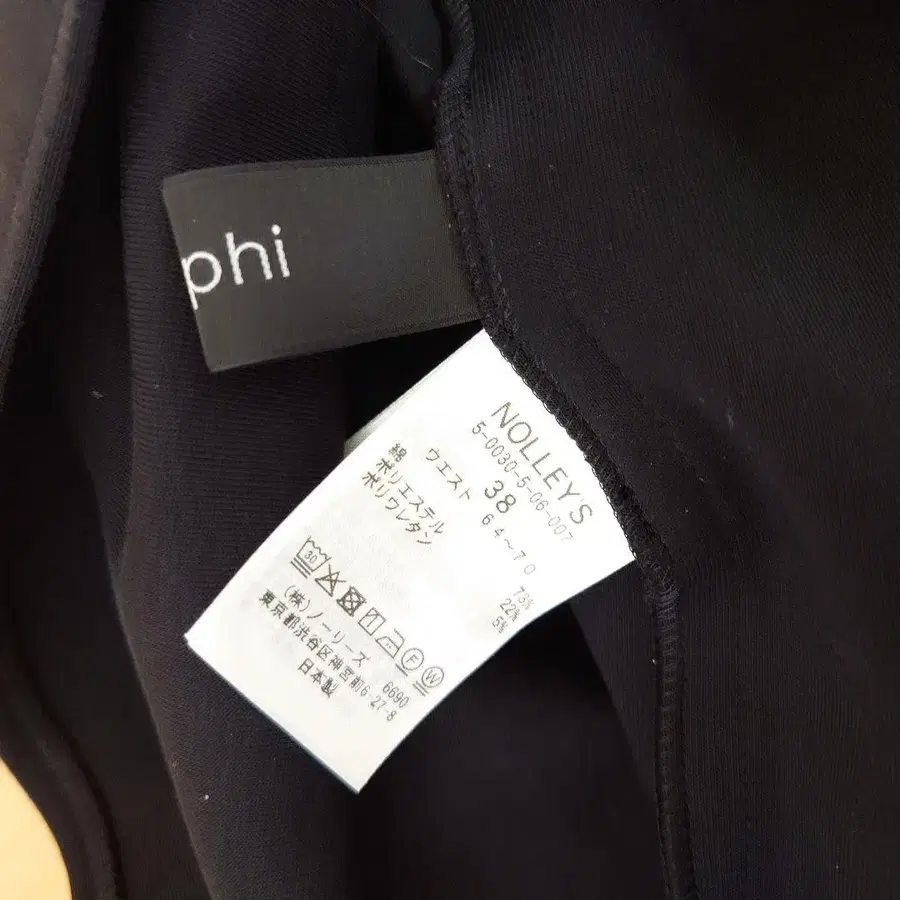 phi
NOLLEY'S
5-0030-5-06-007
38
ウエスト 64～70
綿 73%
ポリエステル 22%
ポリウレタン 5%
30
F W
(株)ノーリーズ 6690
東京都渋谷区神宮前6-27-8
日本製